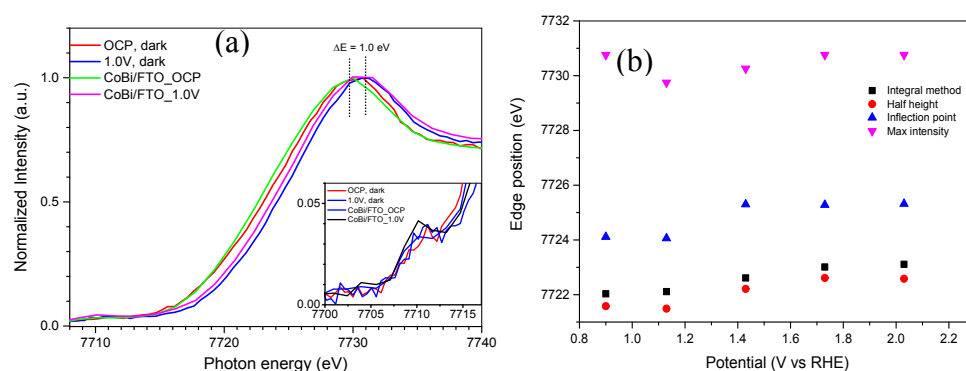 (a)
OCP, dark
1.0V, dark
CoBi/FTO_OCP
CoBi/FTO_1.0V
ΔE = 1.0 eV
1.0
0.5
0.0
Normalized Intensity (a.u.)
7710
7720
7730
7740
Photon energy (eV)
OCP, dark
1.0V, dark
CoBi/FTO_OCP
CoBi/FTO_1.0V
0.05
0.00
7700
7705
7710
7715
(b)
7732
7730
7728
7726
7724
7722
Edge position (eV)
Integral method
Half height
Inflection point
Max intensity
0.8
1.0
1.2
1.4
1.6
1.8
2.0
2.2
Potential (V vs RHE)